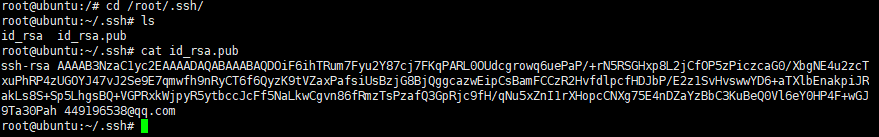 root@ubuntu:/# cd /root/.ssh/
root@ubuntu:~/.ssh# ls
id_rsa  id_rsa.pub
root@ubuntu:~/.ssh# cat id_rsa.pub
ssh-rsa AAAAB3NzaC1yc2EAAAADAQABAAABAQDOiF6ihTRum7Fyu2Y87cj7FKqPARL0OUdcgrowq6uePaP/+rN5RSGHxp8L2jCfOP5zPiczcaG0/XbgNE4u2zcT
xuPhRP4zUGOYJ47vJ2Se9E7qmwfh9nRyCT6f6QyzK9tVZaxPafsiUsBzjG8BjQggcazwEipCsBamFCCzR2HvfdlpcfHDJbP/E2z1SvHvswwYD6+aTXlbEnakpiJR
akLs8S+Sp5LhgsBQ+VGPRxkWjpyR5ytbccJcFf5NaLkwCgvn86fRmzTsPzafQ3GpRjc9fH/qNu5xZnI1rXHopcCNXg75E4nDZaYzBbC3KuBeQ0Vl6eY0HP4F+wGJ
9Ta30Pah 449196538@qq.com
root@ubuntu:~/.ssh#